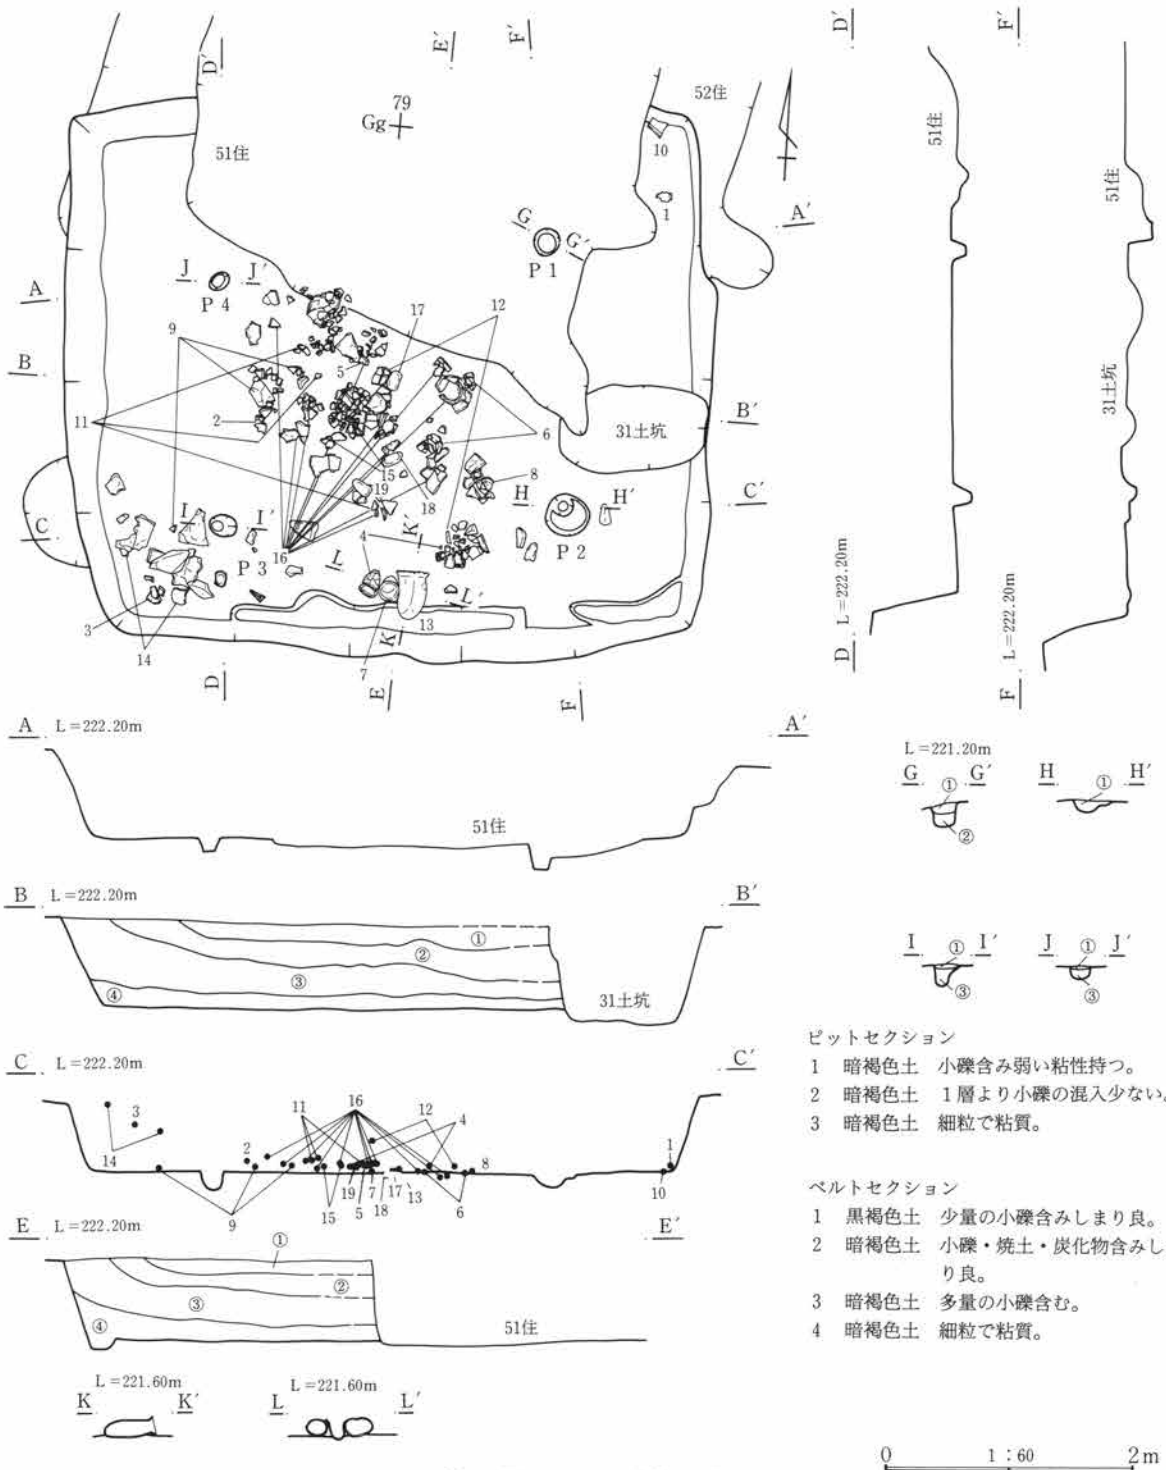 D′
E′
F′
D′
F′
79
Gg
52住
51住
10
1
A′
G
G′
P 1
J
J′
P 4
A
9
17
12
B
5
2
11
6
31土坑
B′
15
19
18
8
C′
H
H′
P 2
C
I
I′
K′
16
L
4
P 3
L′
3
14
13
K
7
D
E
F
51住
D L=222.20m
51住
31土坑
F L=222.20m
A L=222.20m A′
51住
L=221.20m
G G′ H H′
① ①
②
B L=222.20m B′
①
②
③
④
31土坑
I I′ J J′
① ①
③ ③
C L=222.20m C′
3 11 16 12 4
14 2 8 1
9 15 19 5 7 18 17 13 6 10
E L=222.20m E′
①
②
③
④
51住
L=221.60m L=221.60m
K K′ L L′
ピットセクション
1 暗褐色土 小礫含み弱い粘性持つ。
2 暗褐色土 1層より小礫の混入少ない。
3 暗褐色土 細粒で粘質。
ベルトセクション
1 黒褐色土 少量の小礫含みしまり良。
2 暗褐色土 小礫・焼土・炭化物含みし
り良。
3 暗褐色土 多量の小礫含む。
4 暗褐色土 細粒で粘質。
0 1:60 2m